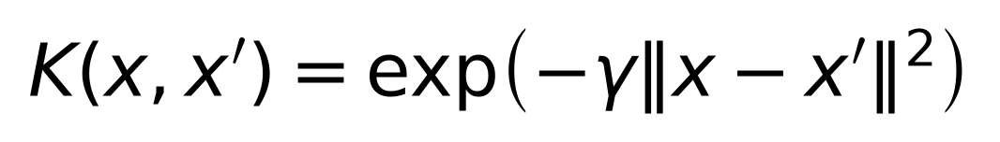 K(x, x′) = exp(−γ‖x − x′‖²)